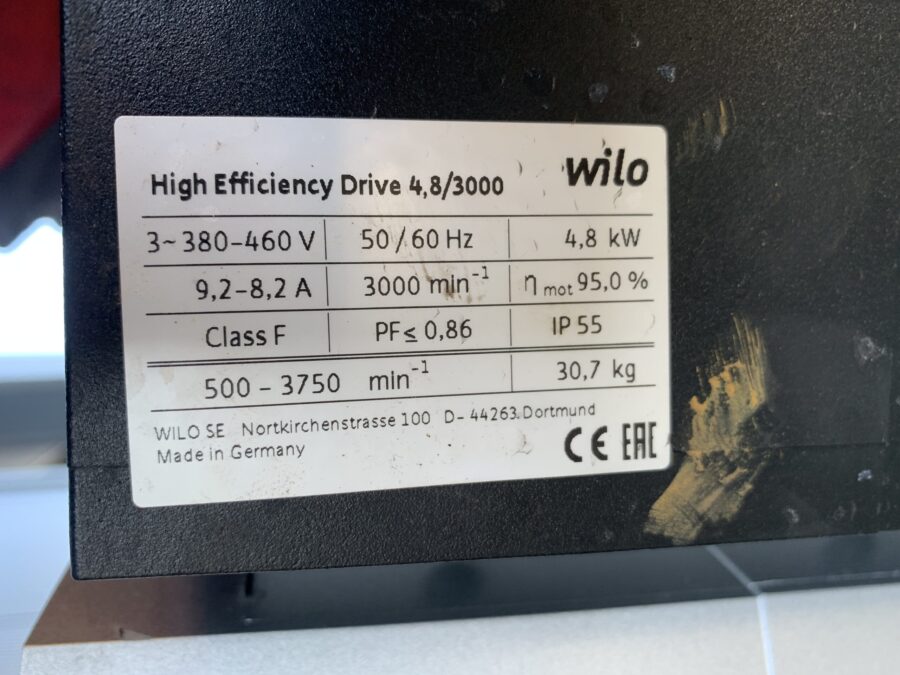 wilo
High Efficiency Drive 4,8/3000
3~ 380-460 V 50/60 Hz 4,8 kW
9,2-8,2 A 3000 min⁻¹ η mot 95,0 %
Class F PF≤ 0,86 IP 55
500 - 3750 min⁻¹ 30,7 kg
WILO SE Nortkirchenstrasse 100 D- 44263 Dortmund
Made in Germany
CE EAC